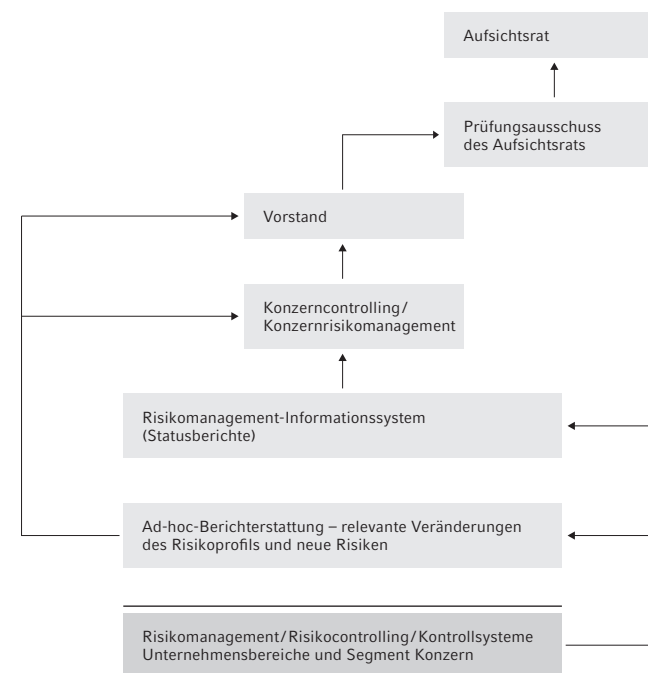 Aufsichtsrat
Prüfungsausschuss
des Aufsichtsrats
Vorstand
Konzerncontrolling/
Konzernrisikomanagement
Risikomanagement-Informationssystem
(Statusberichte)
Ad-hoc-Berichterstattung – relevante Veränderungen
des Risikoprofils und neue Risiken
Risikomanagement/Risikocontrolling/Kontrollsysteme
Unternehmensbereiche und Segment Konzern